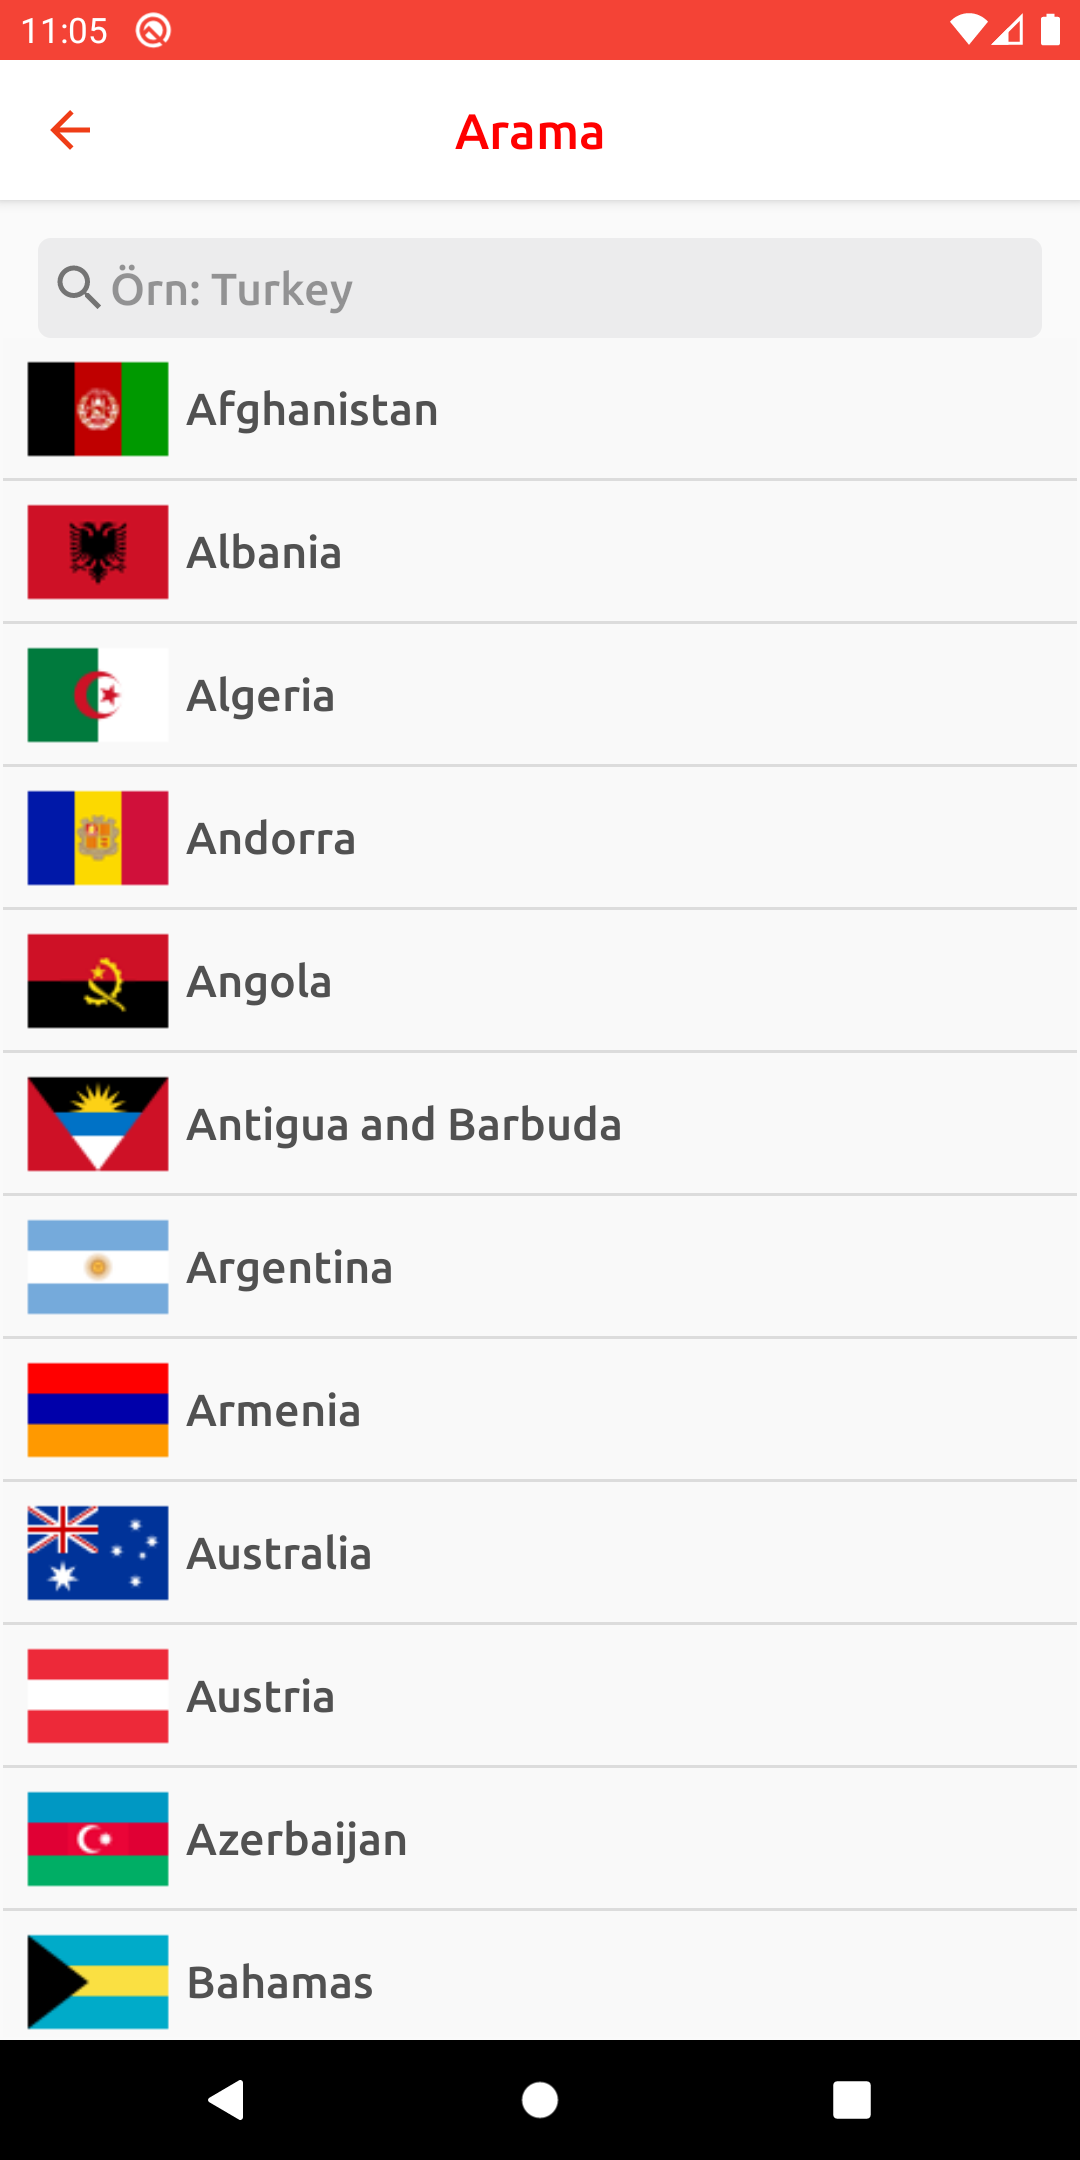 11:05
Arama
Örn: Turkey
Afghanistan
Albania
Algeria
Andorra
Angola
Antigua and Barbuda
Argentina
Armenia
Australia
Austria
Azerbaijan
Bahamas